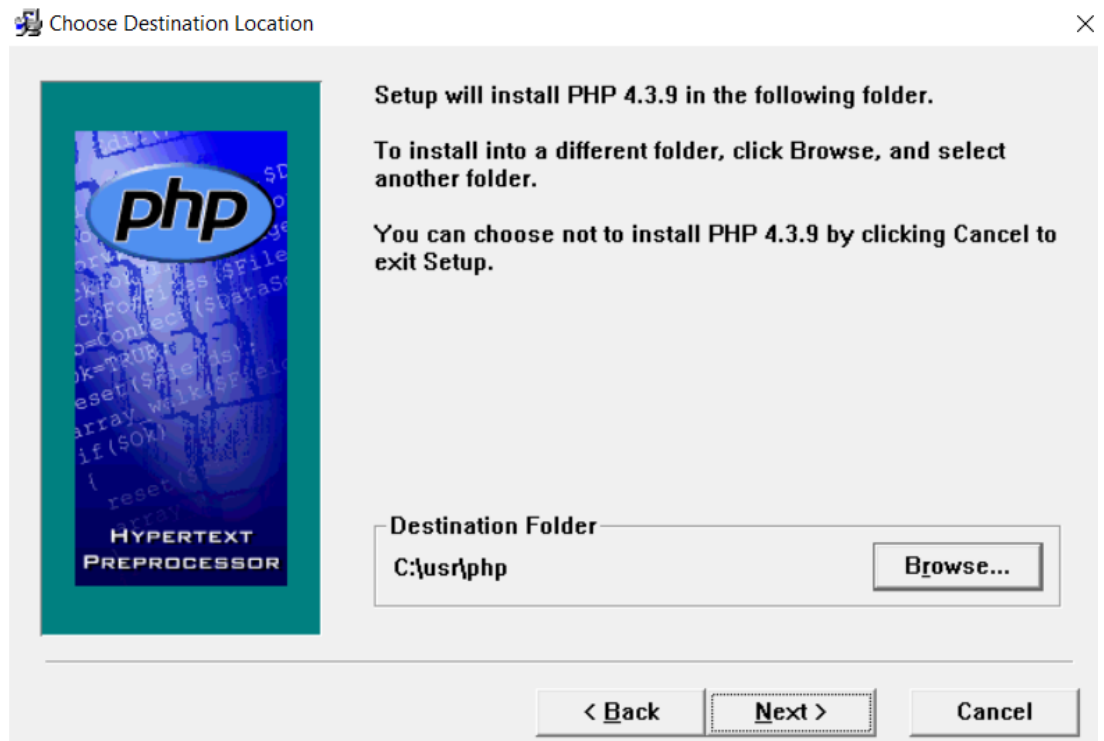 Choose Destination Location
Setup will install PHP 4.3.9 in the following folder.
To install into a different folder, click Browse, and select
another folder.
You can choose not to install PHP 4.3.9 by clicking Cancel to
exit Setup.
php
HYPERTEXT
PREPROCESSOR
Destination Folder
C:\usr\php
Browse...
< Back
Next >
Cancel